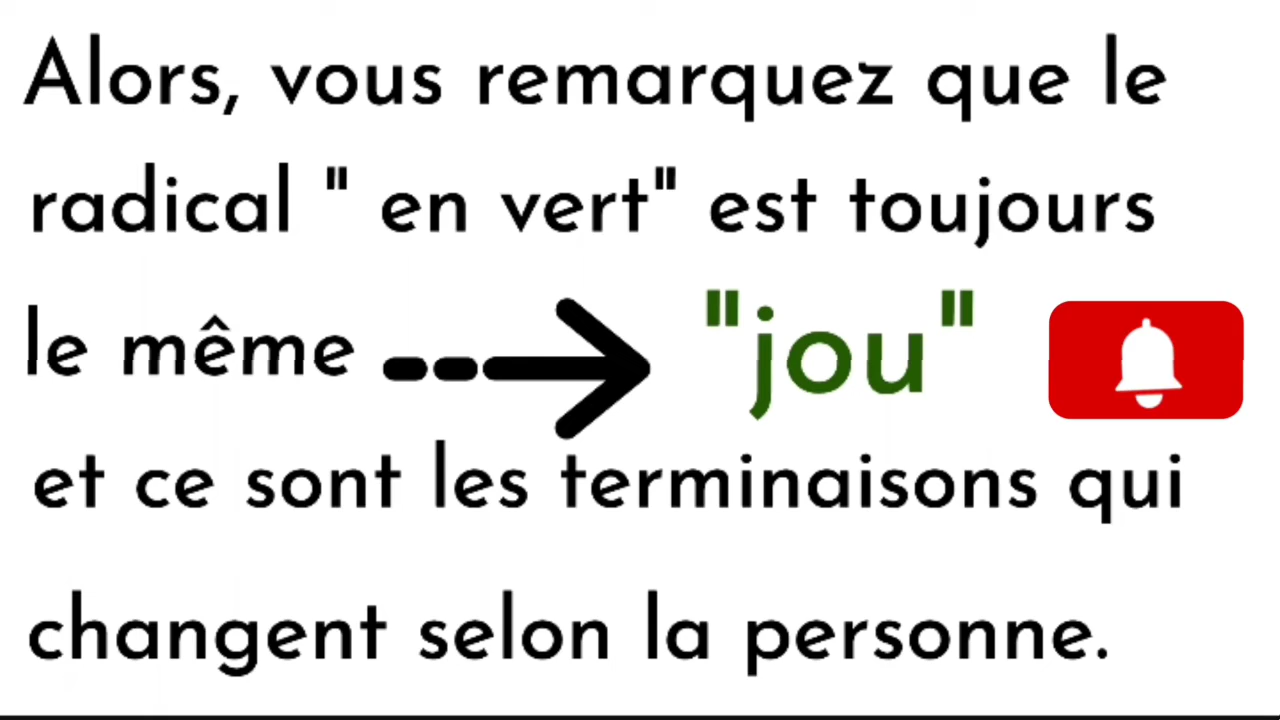 Alors, vous remarquez que le
radical " en vert" est toujours
le même "jou"
et ce sont les terminaisons qui
changent selon la personne.